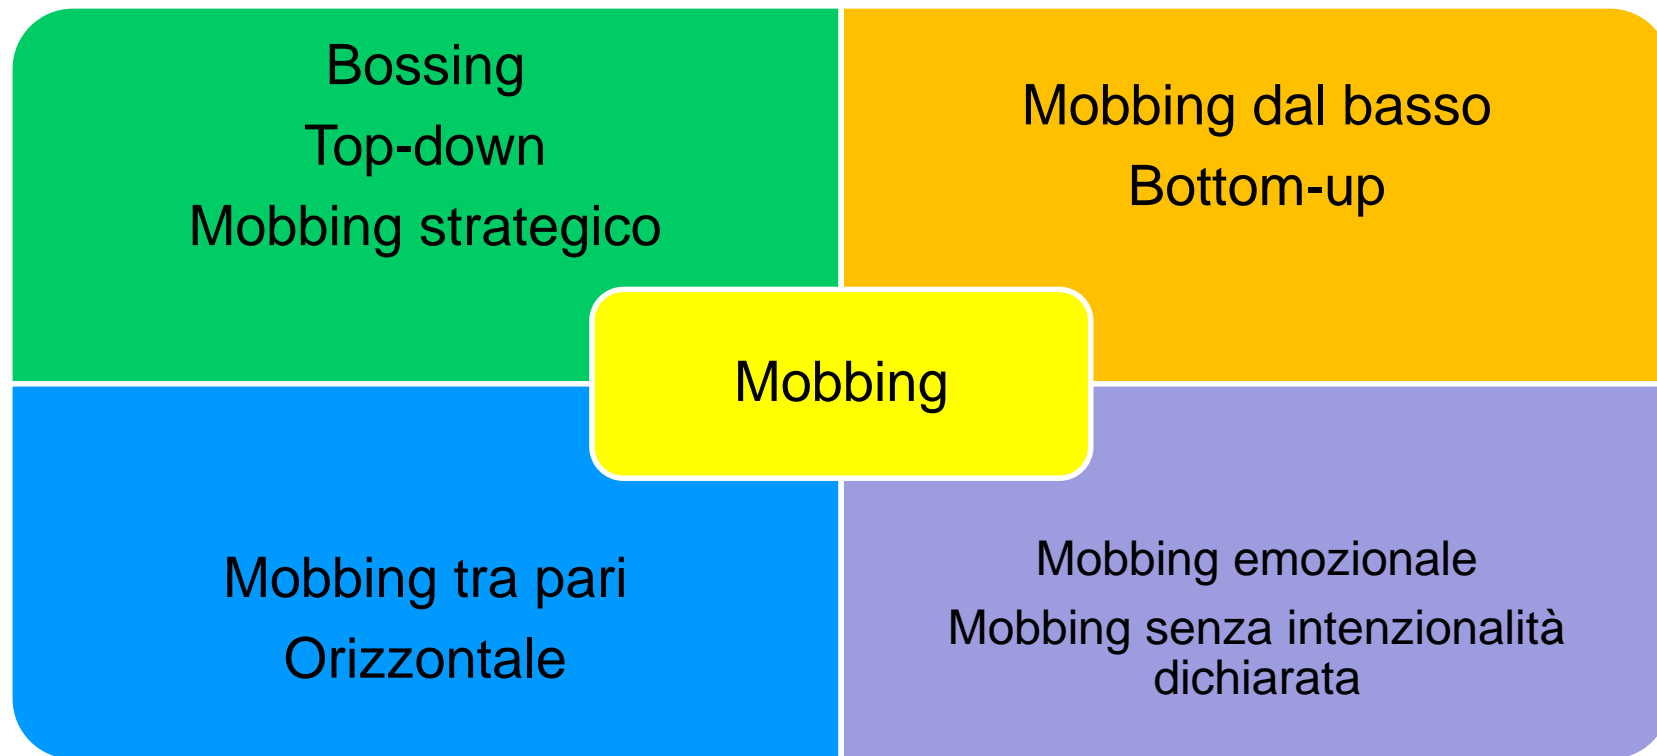 Bossing
Top-down
Mobbing strategico
Mobbing dal basso
Bottom-up
Mobbing
Mobbing tra pari
Orizzontale
Mobbing emozionale
Mobbing senza intenzionalità
dichiarata